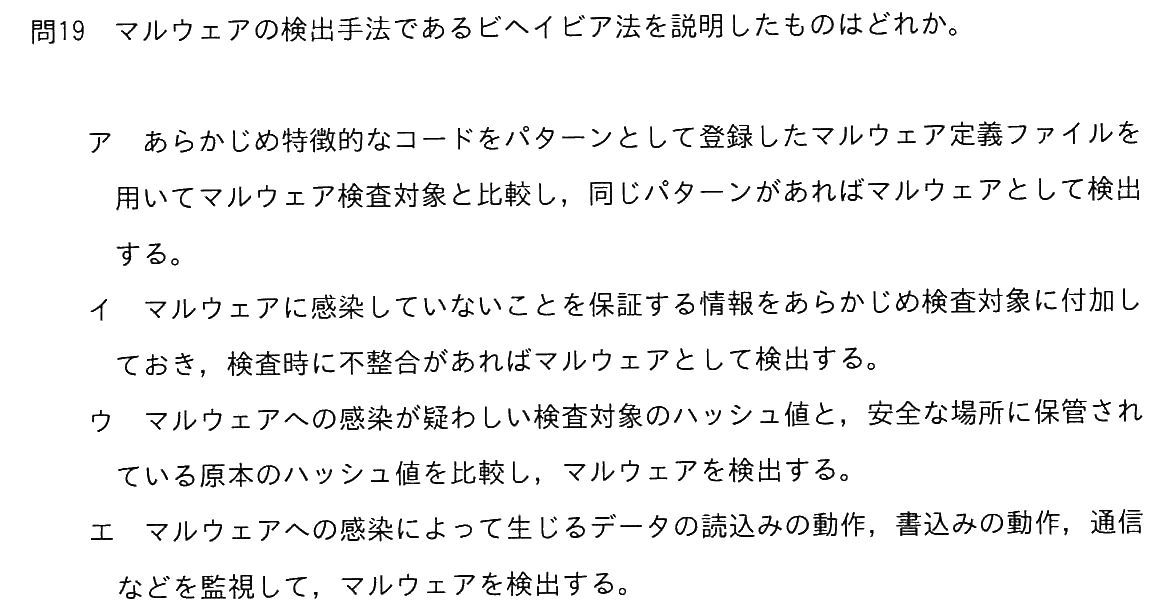 問19　マルウェアの検出手法であるビヘイビア法を説明したものはどれか。
ア　あらかじめ特徴的なコードをパターンとして登録したマルウェア定義ファイルを
用いてマルウェア検査対象と比較し，同じパターンがあればマルウェアとして検出
する。
イ　マルウェアに感染していないことを保証する情報をあらかじめ検査対象に付加し
ておき，検査時に不整合があればマルウェアとして検出する。
ウ　マルウェアへの感染が疑わしい検査対象のハッシュ値と，安全な場所に保管され
ている原本のハッシュ値を比較し，マルウェアを検出する。
エ　マルウェアへの感染によって生じるデータの読込みの動作，書込みの動作，通信
などを監視して，マルウェアを検出する。